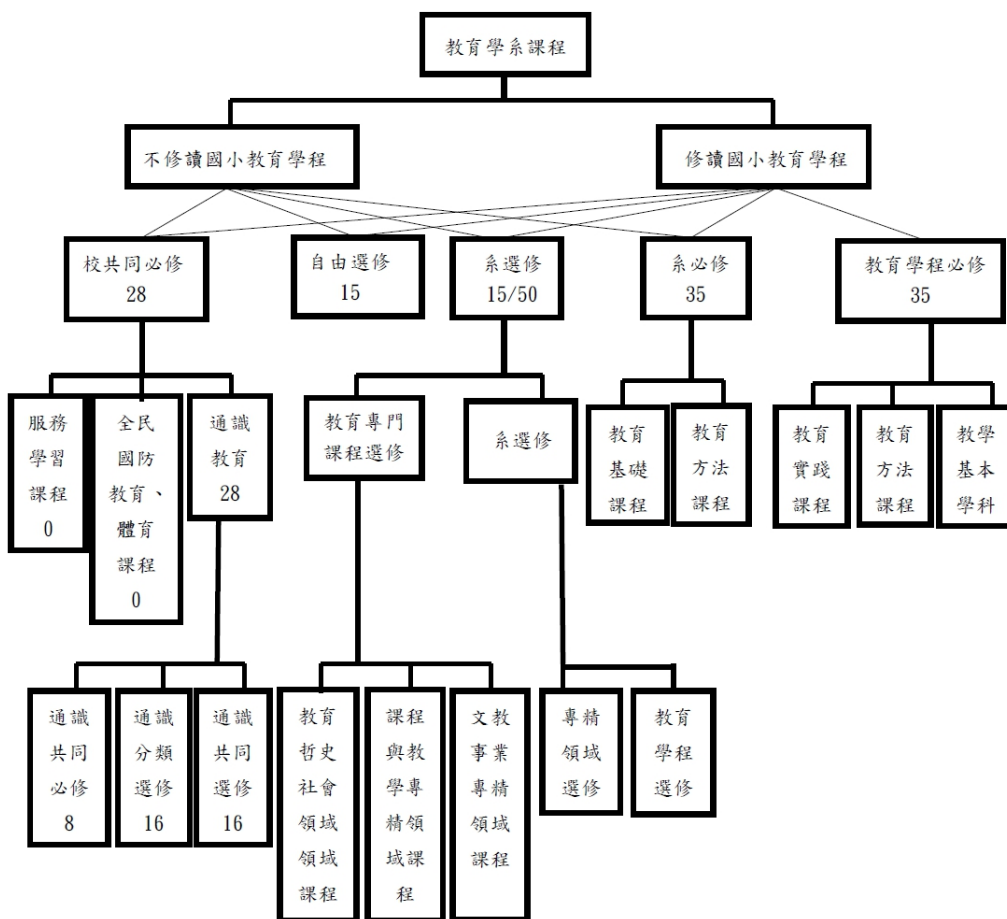 教育學系課程
不修讀國小教育學程
修讀國小教育學程
校共同必修
28
自由選修
15
系選修
15/50
系必修
35
教育學程必修
35
服務
學習
課程
0
全民
國防
教育、
體育
課程
0
通識
教育
28
教育專門
課程選修
系選修
教育
基礎
課程
教育
方法
課程
教育
實踐
課程
教育
方法
課程
教學
基本
學科
通識
共同
必修
8
通識
分類
選修
16
通識
共同
選修
16
教育
哲史
社會
領域
領域
課程
課程
與教
學專
精領
域課
程
文教
事業
專精
領域
課程
專精
領域
選修
教育
學程
選修